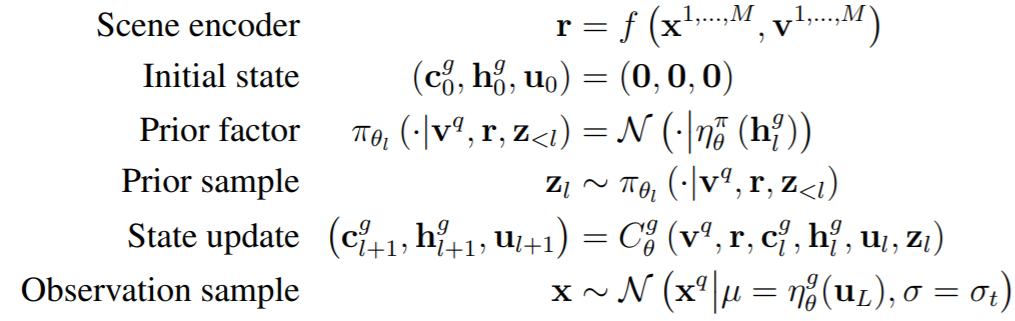 Scene encoder r = f (x^{1,...,M}, v^{1,...,M})
Initial state (c_0^g, h_0^g, u_0) = (0, 0, 0)
Prior factor π_{θ_l} (·|v^q, r, z_{<l}) = 𝒩 (·|η_θ^π (h_l^g))
Prior sample z_l ∼ π_{θ_l} (·|v^q, r, z_{<l})
State update (c_{l+1}^g, h_{l+1}^g, u_{l+1}) = C_θ^g (v^q, r, c_l^g, h_l^g, u_l, z_l)
Observation sample x ∼ 𝒩 (x^q|μ = η_θ^g(u_L), σ = σ_t)